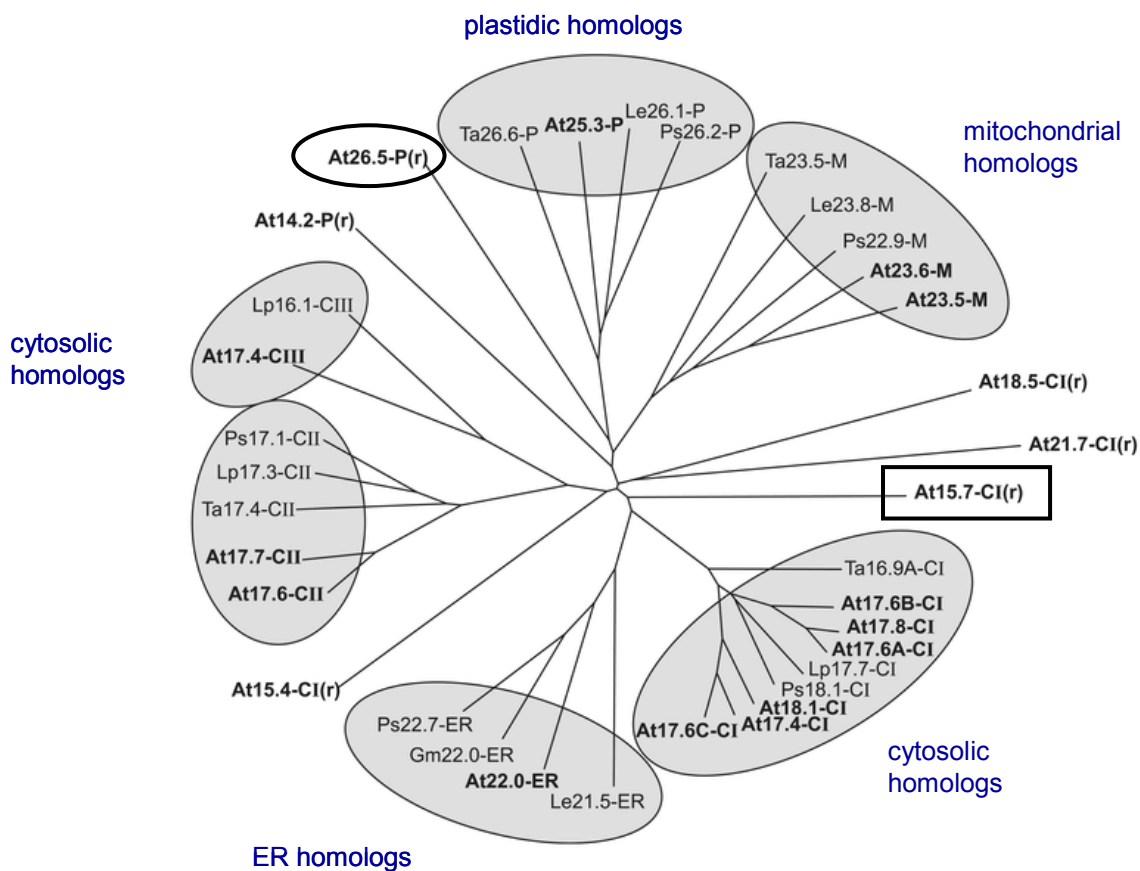 plastidic homologs
Le26.1-P
At25.3-P
Ta26.6-P
Ps26.2-P
mitochondrial
homologs
At26.5-P(r)
Ta23.5-M
Le23.8-M
At14.2-P(r)
Ps22.9-M
At23.6-M
At23.5-M
Lp16.1-CIII
cytosolic
homologs
At17.4-CIII
At18.5-CI(r)
Ps17.1-CII
At21.7-CI(r)
Lp17.3-CII
At15.7-CI(r)
Ta17.4-CII
At17.7-CII
At17.6-CII
Ta16.9A-CI
At17.6B-CI
At17.8-CI
At17.6A-CI
Lp17.7-CI
Ps18.1-CI
At18.1-CI
At17.4-CI
At17.6C-CI
At15.4-CI(r)
Ps22.7-ER
Gm22.0-ER
At22.0-ER
Le21.5-ER
cytosolic
homologs
ER homologs